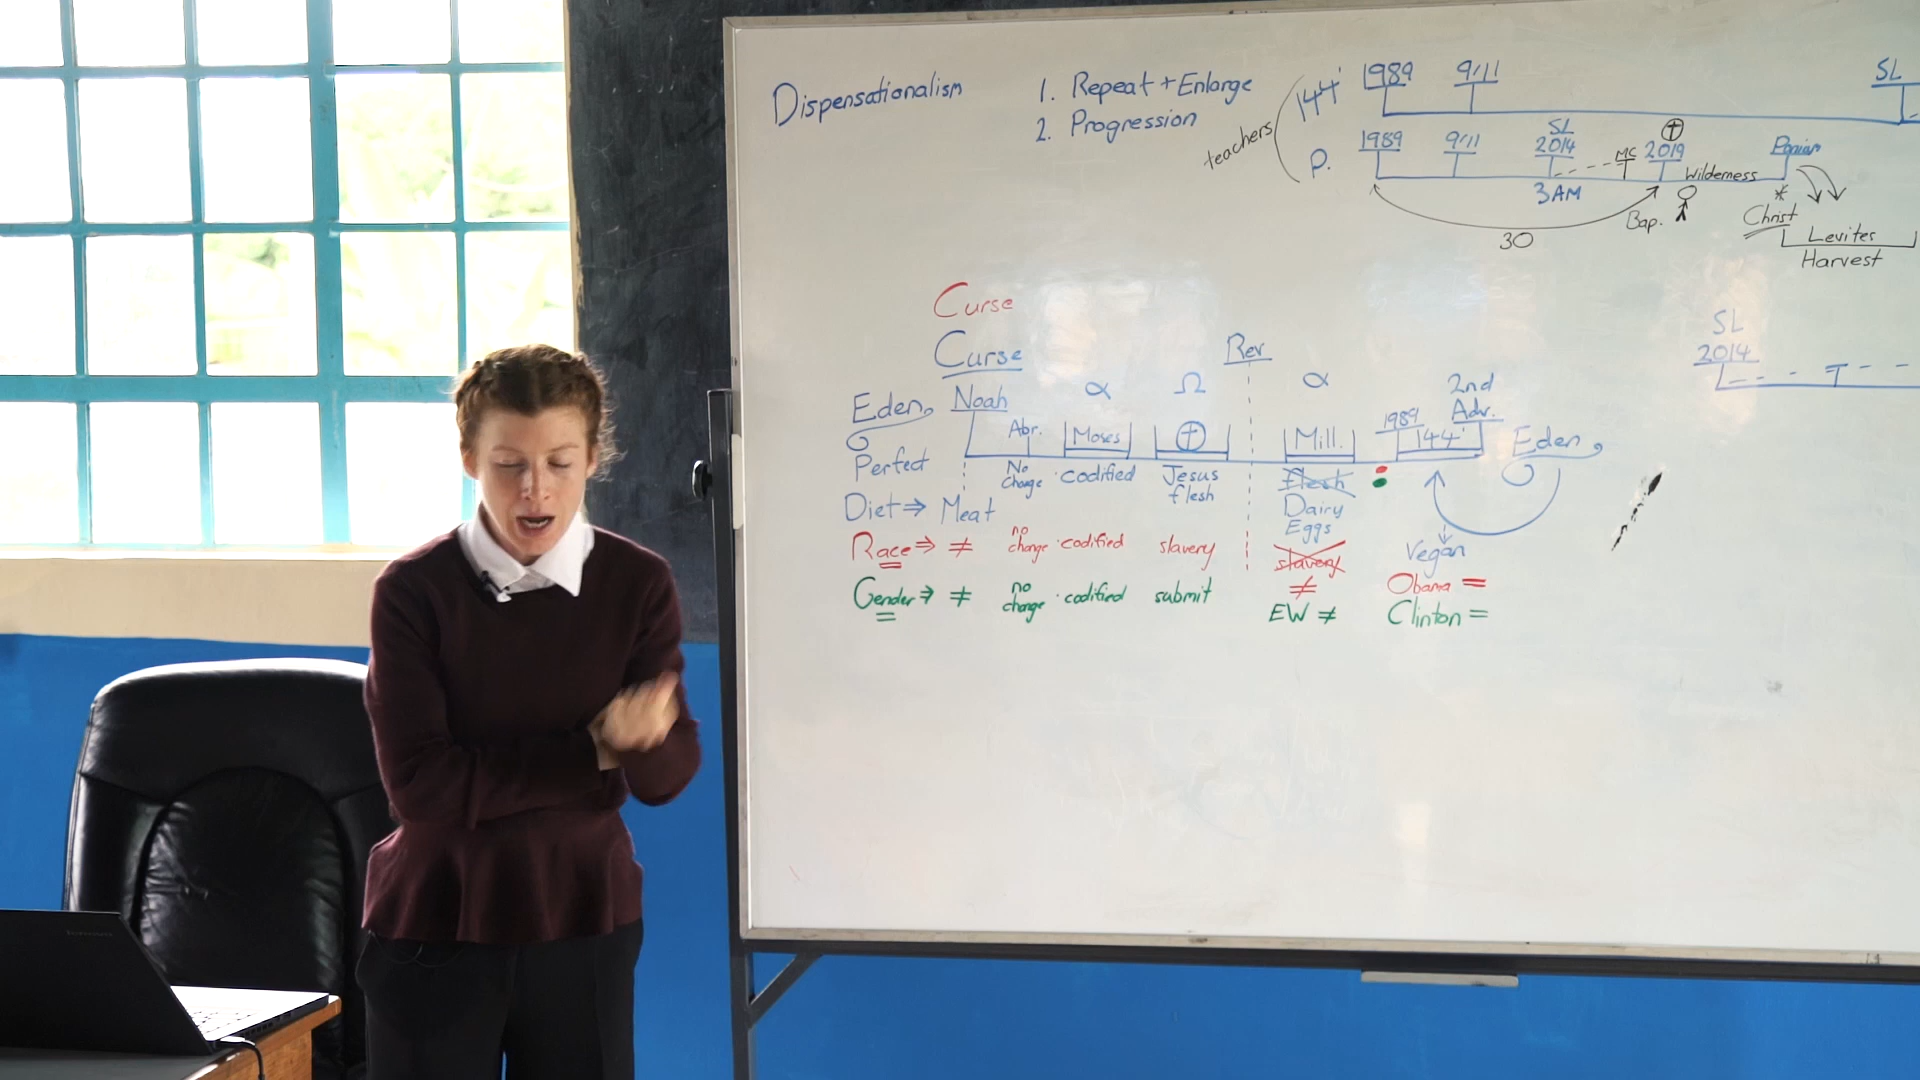 Dispensationalism
1. Repeat + Enlarge
2. Progression
teachers
144'
1989 9/11 SL
P.
1989 9/11 SL 2014 MC 2019 Panium
3AM
Wilderness
Bap.
30
Christ
Levites
Harvest
Curse
Curse
Rev
SL
2014
Eden Noah α Ω α 2nd
Adv.
Abr. Moses Mill. 1989 144' Eden
Perfect No Change · codified Jesus flesh Flesh
Diet ⇒ Meat Dairy
Eggs
Vegan
Race ⇒ ≠ no change · codified slavery slavery
≠
Obama =
Gender ⇒ ≠ no change · codified submit EW ≠ Clinton =
lenovo